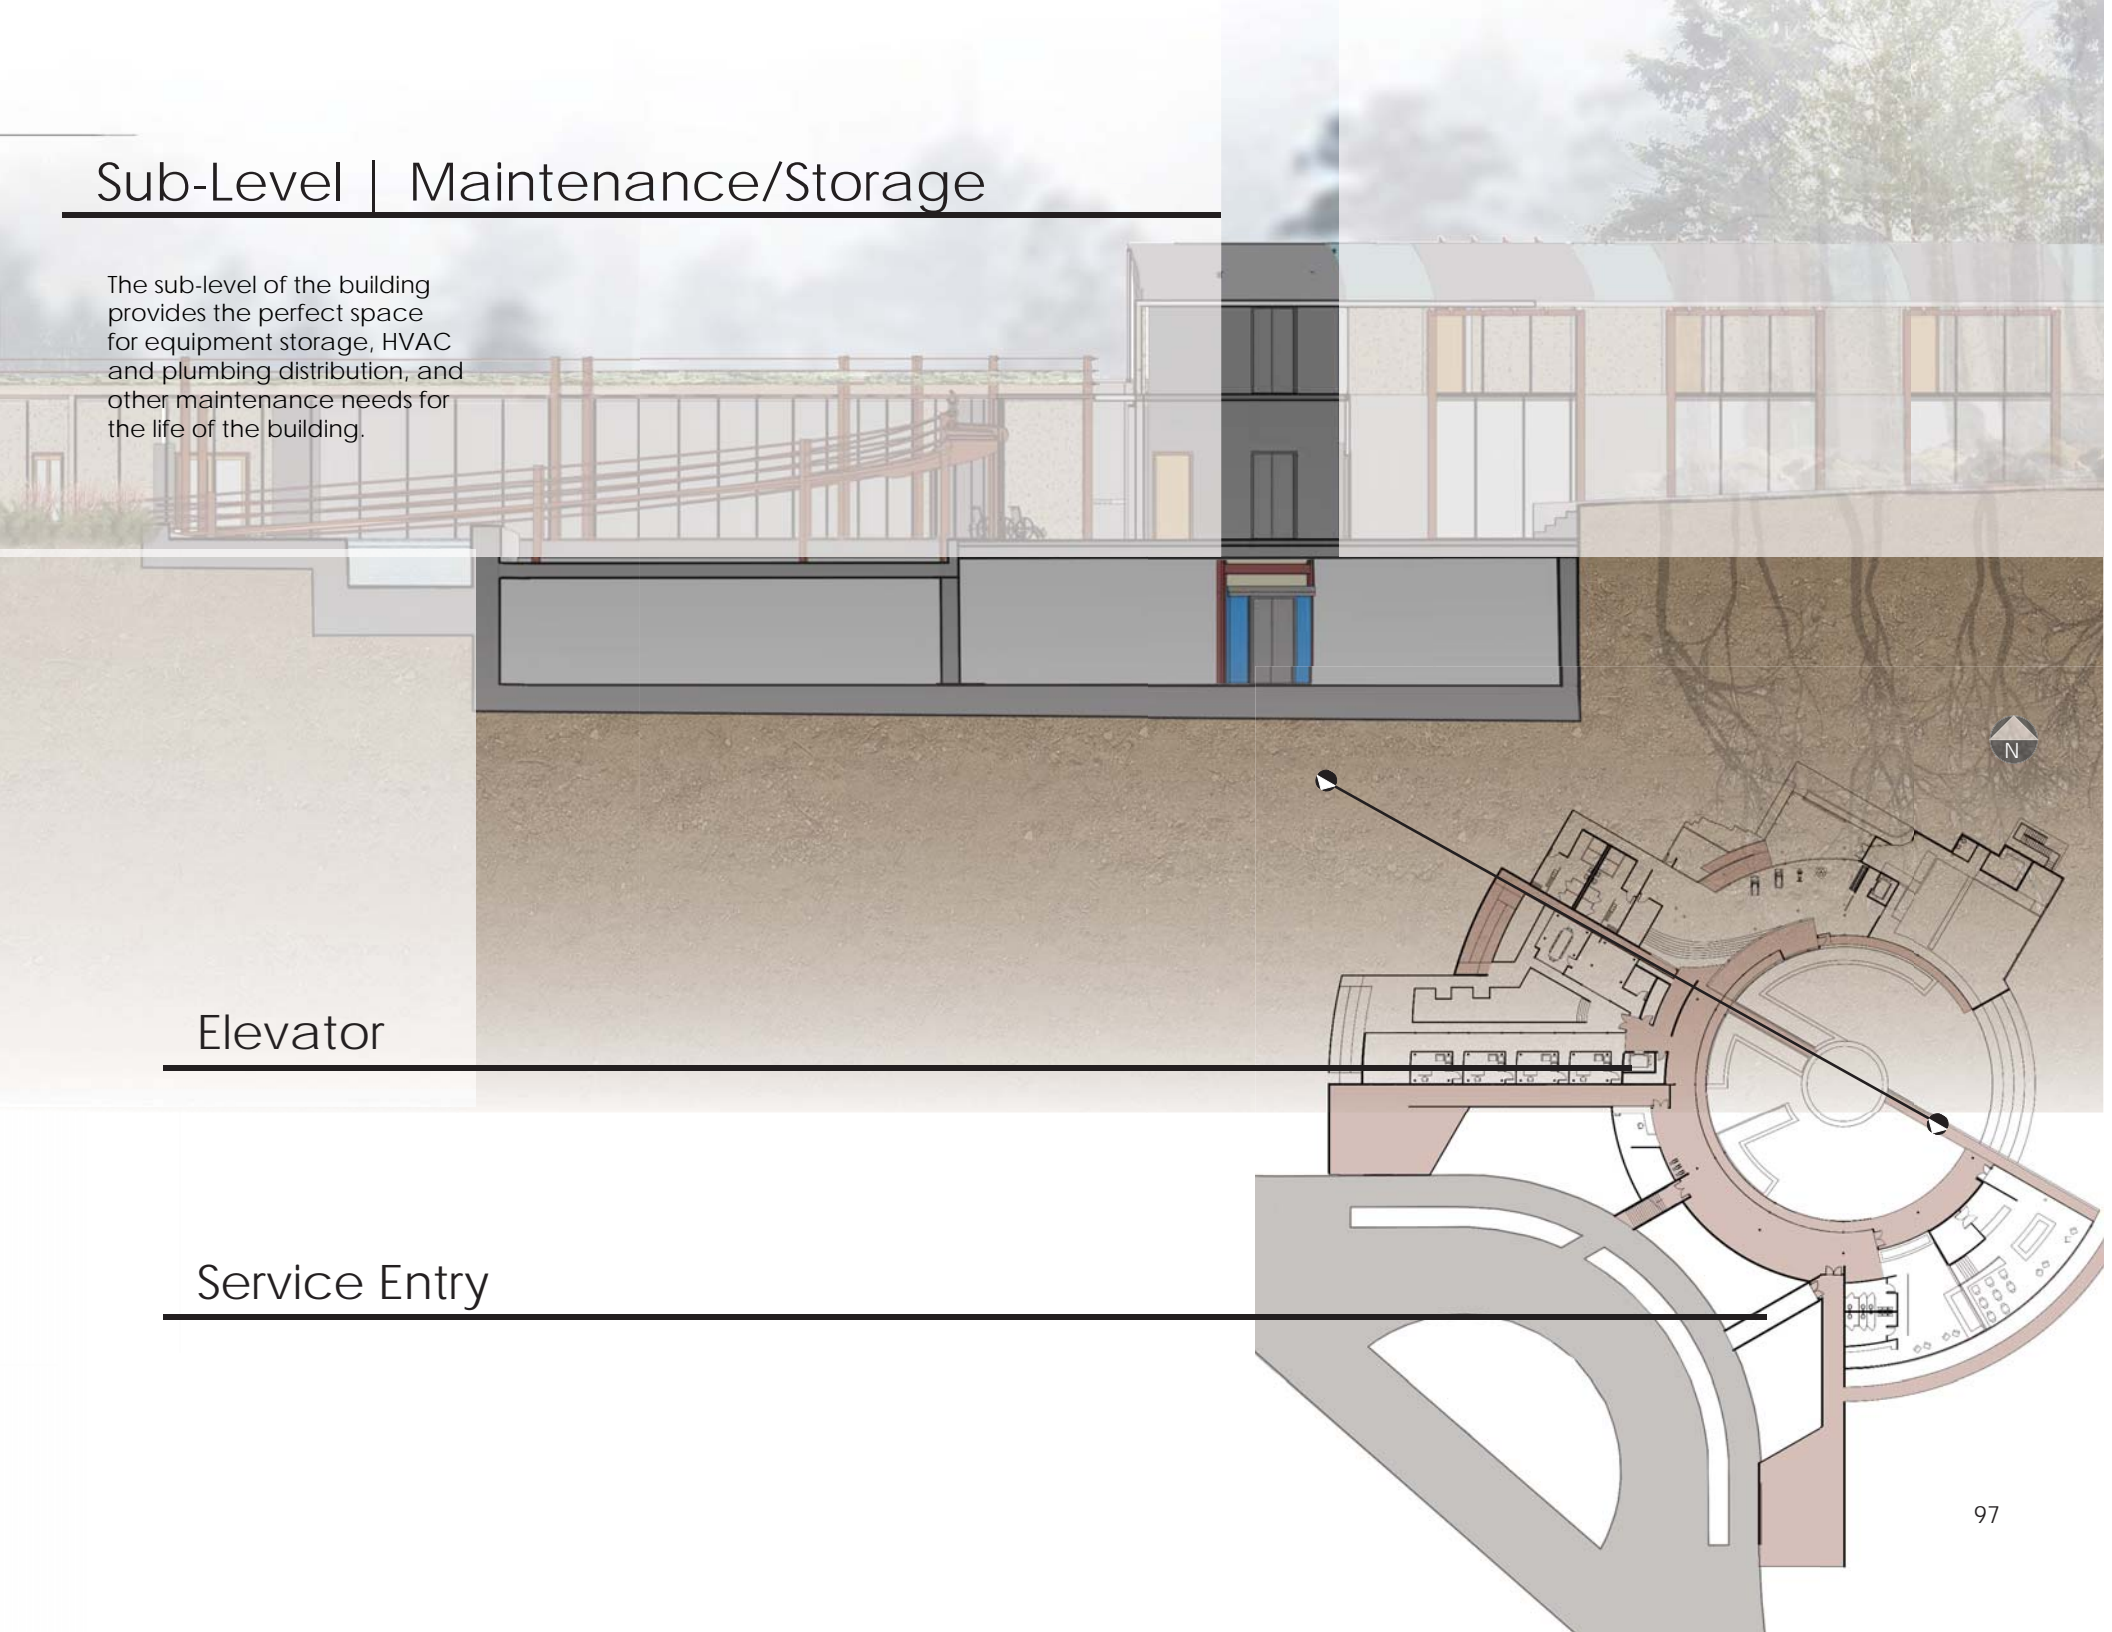 Sub-Level | Maintenance/Storage
The sub-level of the building
provides the perfect space
for equipment storage, HVAC
and plumbing distribution, and
other maintenance needs for
the life of the building.
N
Elevator
Service Entry
97